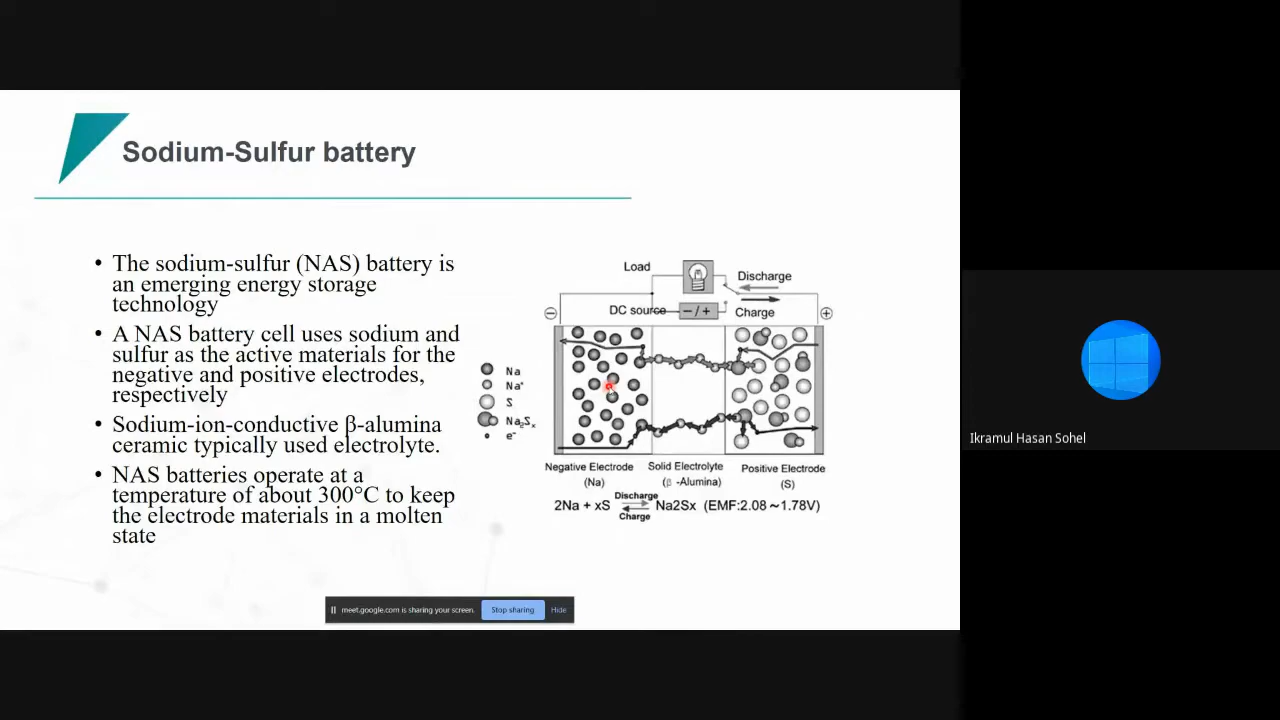 Sodium-Sulfur battery
• The sodium-sulfur (NAS) battery is
an emerging energy storage
technology
• A NAS battery cell uses sodium and
sulfur as the active materials for the
negative and positive electrodes,
respectively
• Sodium-ion-conductive β-alumina
ceramic typically used electrolyte.
• NAS batteries operate at a
temperature of about 300°C to keep
the electrode materials in a molten
state
Load
Discharge
DC source
− / +
Charge
−
+
Na
Na⁺
S
Na₂Sₓ
e⁻
Negative Electrode
(Na)
Solid Electrolyte
(β -Alumina)
Positive Electrode
(S)
2Na + xS Discharge Charge Na2Sx (EMF:2.08~1.78V)
meet.google.com is sharing your screen.
Stop sharing
Hide
Ikramul Hasan Sohel